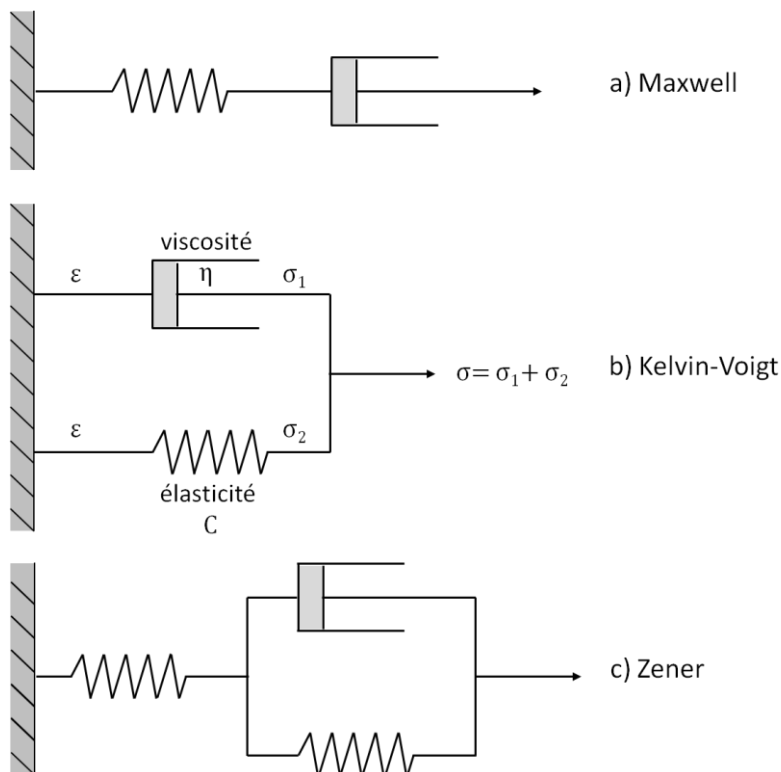 a) Maxwell
viscosité
ε η σ₁
σ= σ₁+ σ₂ b) Kelvin-Voigt
ε σ₂
élasticité
C
c) Zener